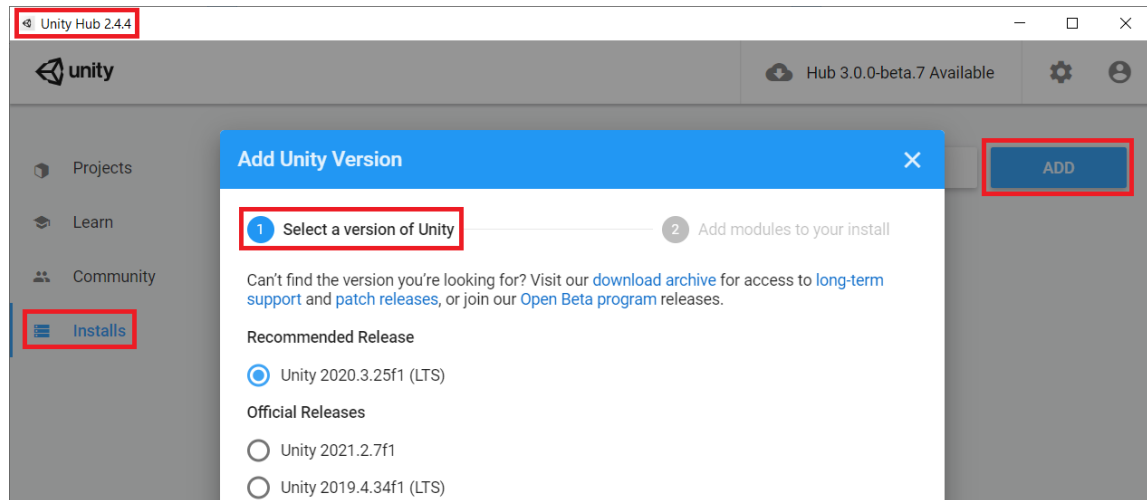 Unity Hub 2.4.4
unity
Hub 3.0.0-beta.7 Available
Projects
Learn
Community
Installs
ADD
Add Unity Version
1 Select a version of Unity
2 Add modules to your install
Can't find the version you're looking for? Visit our download archive for access to long-term
support and patch releases, or join our Open Beta program releases.
Recommended Release
Unity 2020.3.25f1 (LTS)
Official Releases
Unity 2021.2.7f1
Unity 2019.4.34f1 (LTS)